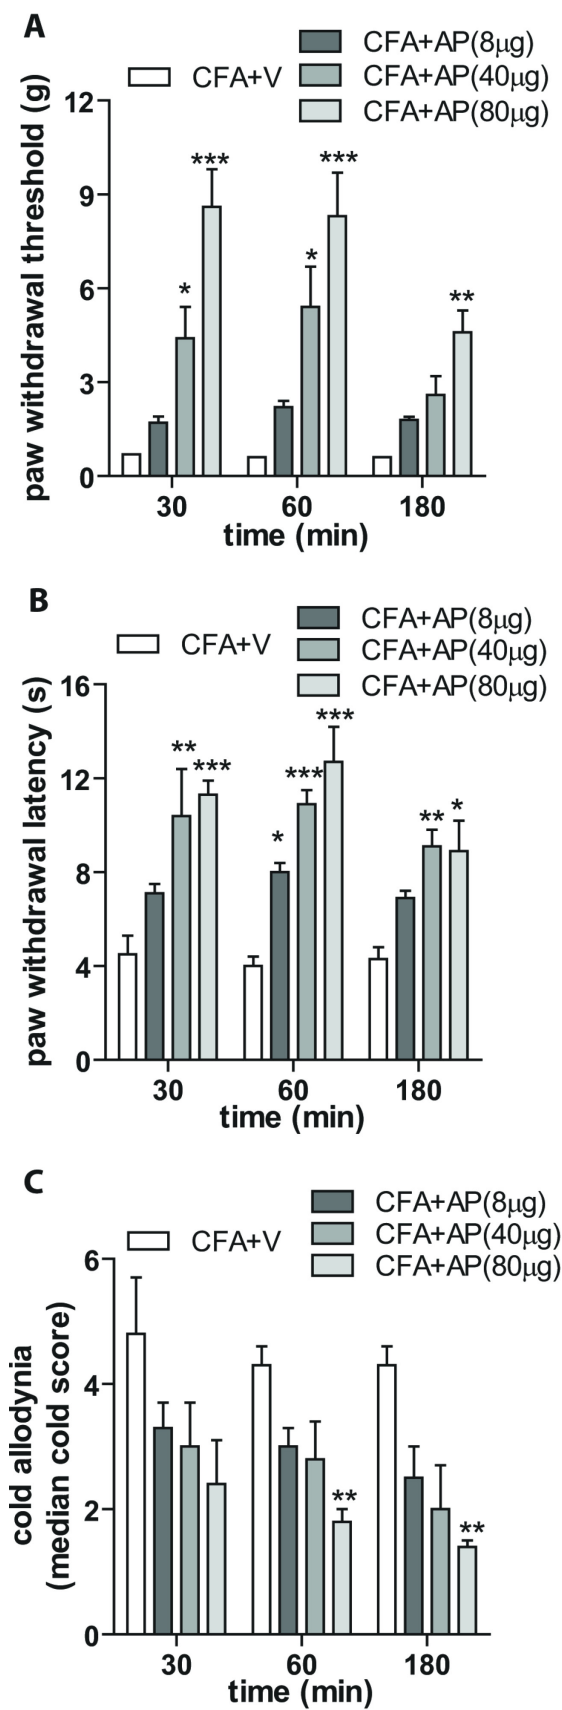 A
CFA+V
CFA+AP(8μg)
CFA+AP(40μg)
CFA+AP(80μg)
paw withdrawal threshold (g)
12
9
6
3
0
*
***
*
***
**
30 60 180
time (min)
B
CFA+V
CFA+AP(8μg)
CFA+AP(40μg)
CFA+AP(80μg)
paw withdrawal latency (s)
16
12
8
4
0
**
***
*
***
***
**
*
30 60 180
time (min)
C
CFA+V
CFA+AP(8μg)
CFA+AP(40μg)
CFA+AP(80μg)
cold allodynia
(median cold score)
6
4
2
0
**
**
30 60 180
time (min)